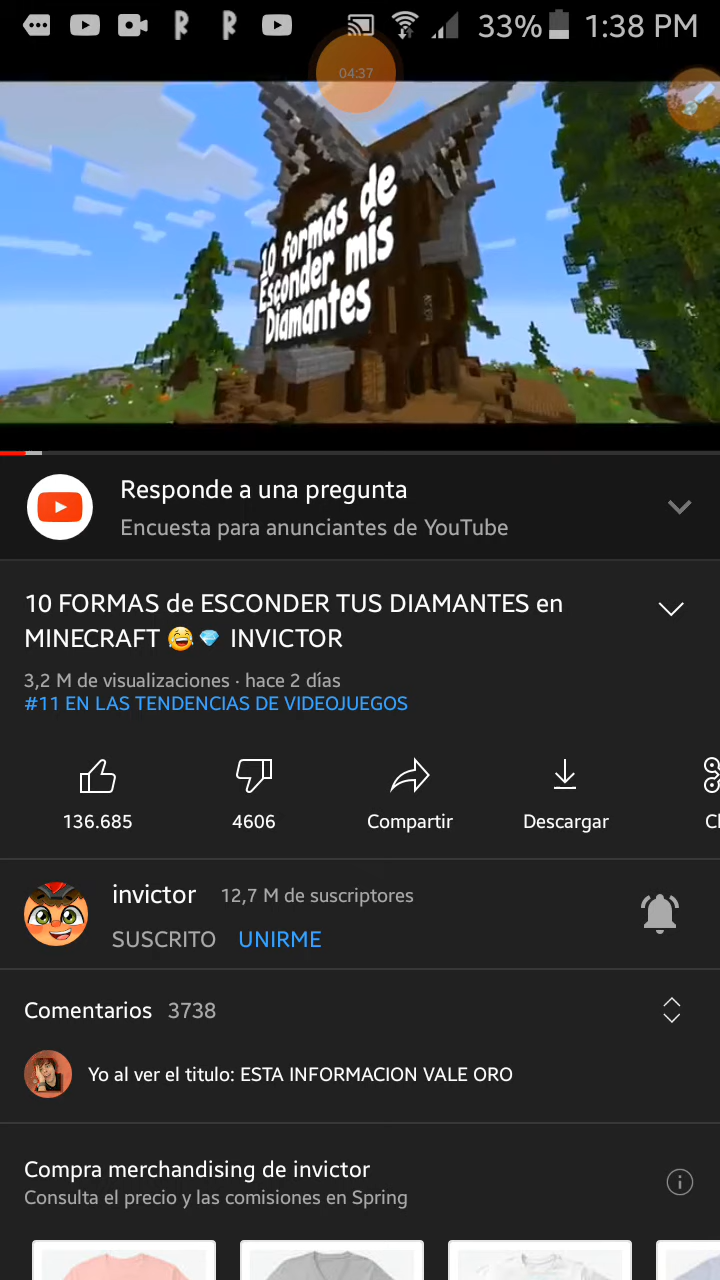 33% 1:38 PM
04:37
10 formas de
Esconder mis
Diamantes
Responde a una pregunta
Encuesta para anunciantes de YouTube
10 FORMAS de ESCONDER TUS DIAMANTES en
MINECRAFT 😂💎 INVICTOR
3,2 M de visualizaciones · hace 2 días
#11 EN LAS TENDENCIAS DE VIDEOJUEGOS
136.685 4606 Compartir Descargar
invictor 12,7 M de suscriptores
SUSCRITO UNIRME
Comentarios 3738
Yo al ver el titulo: ESTA INFORMACION VALE ORO
Compra merchandising de invictor
Consulta el precio y las comisiones en Spring